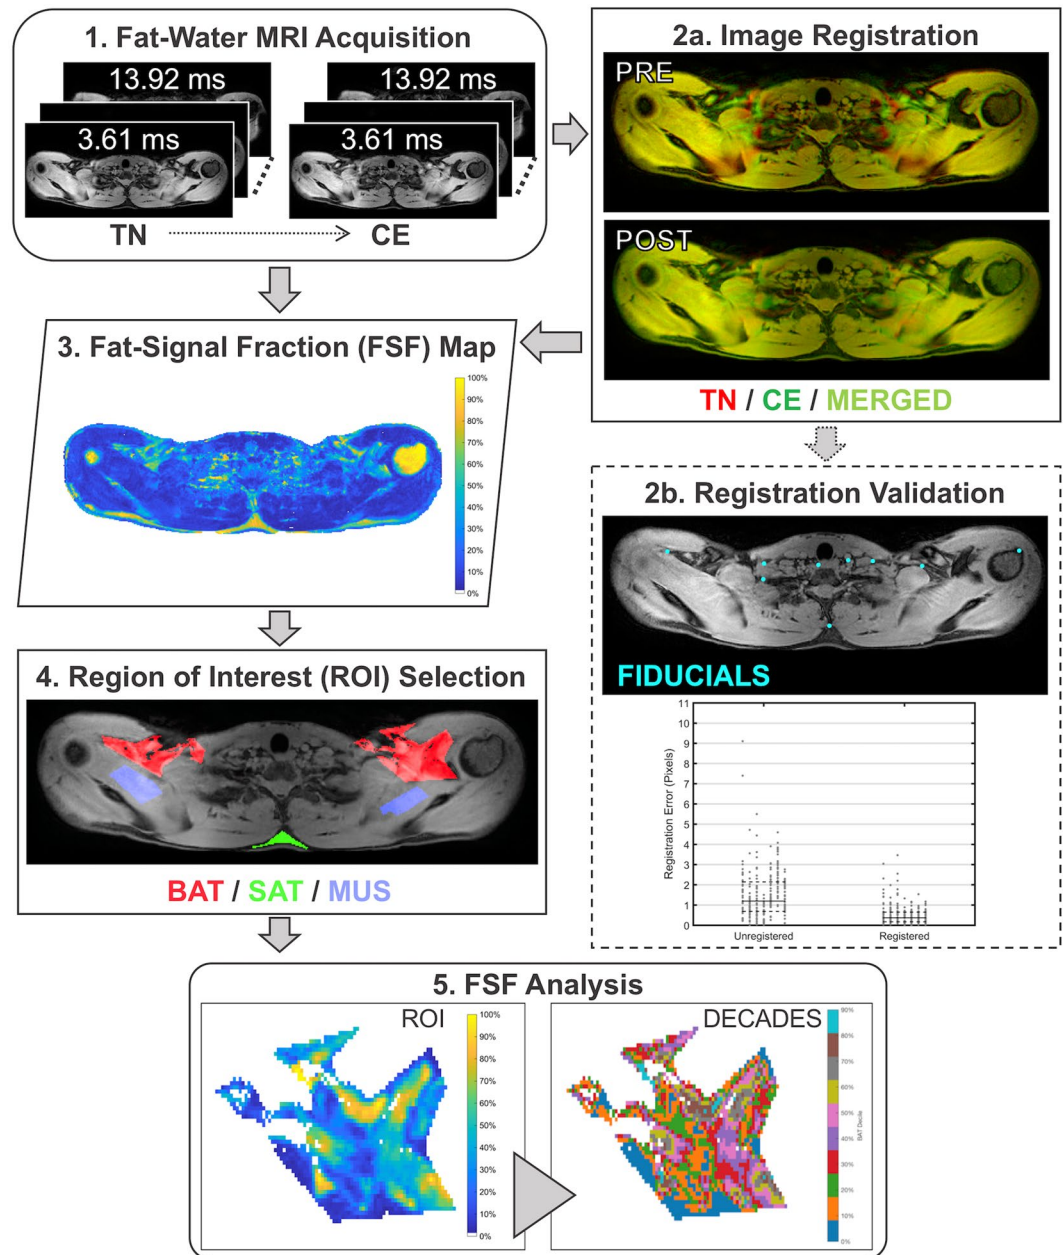 1. Fat-Water MRI Acquisition
13.92 ms
3.61 ms
13.92 ms
3.61 ms
TN
CE
2a. Image Registration
PRE
POST
TN / CE / MERGED
3. Fat-Signal Fraction (FSF) Map
100%
90%
80%
70%
60%
50%
40%
30%
20%
10%
0%
2b. Registration Validation
FIDUCIALS
Registration Error (Pixels)
11
10
9
8
7
6
5
4
3
2
1
0
Unregistered
Registered
4. Region of Interest (ROI) Selection
BAT / SAT / MUS
5. FSF Analysis
ROI
100%
90%
80%
70%
60%
50%
40%
30%
20%
10%
0%
DECADES
90%
80%
70%
60%
50%
40%
30%
20%
10%
0%
BAT Decile